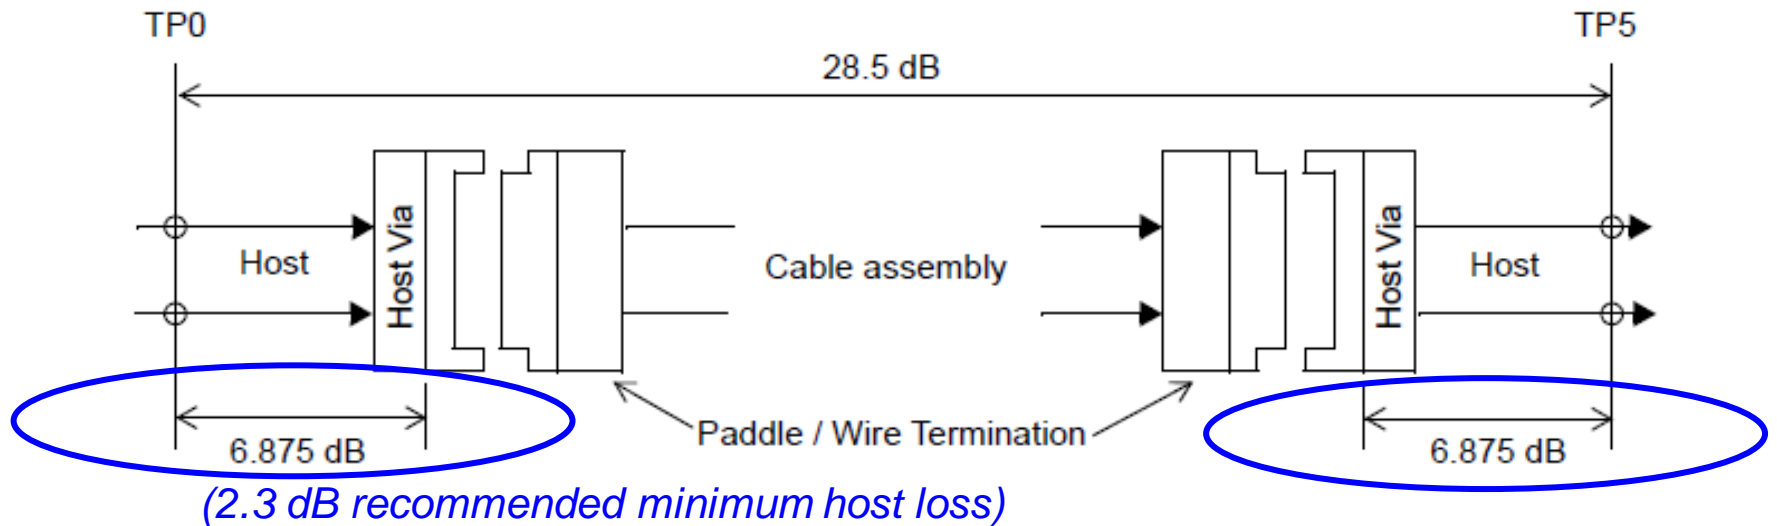 TP0
TP5
28.5 dB
Host Via
Host Via
Host
Cable assembly
Host
Paddle / Wire Termination
6.875 dB
6.875 dB
(2.3 dB recommended minimum host loss)